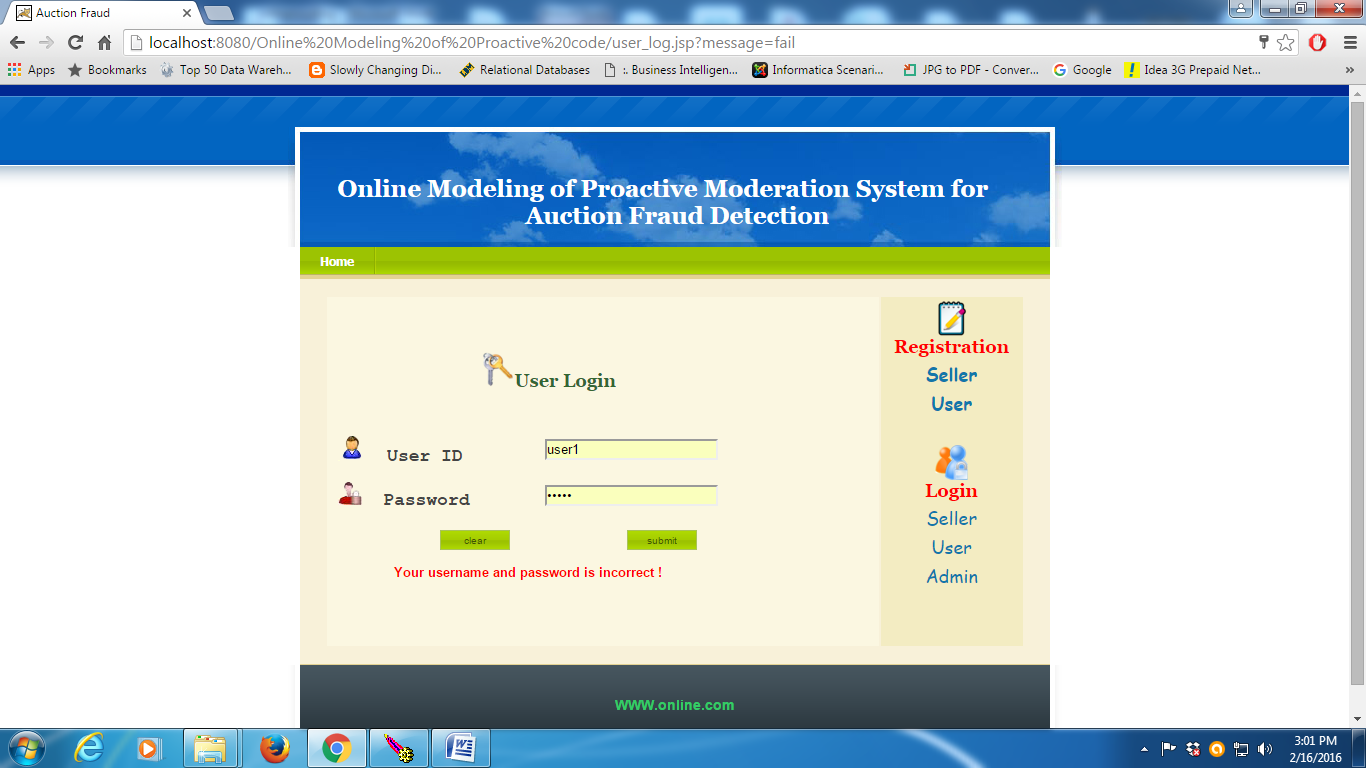 Auction Fraud
localhost:8080/Online%20Modeling%20of%20Proactive%20code/user_log.jsp?message=fail
Apps Bookmarks Top 50 Data Wareh... Slowly Changing Di... Relational Databases :. Business Intelligen... Informatica Scenari... JPG to PDF - Conver... Google Idea 3G Prepaid Net... »
Online Modeling of Proactive Moderation System for
Auction Fraud Detection
Home
User Login
User ID user1
Password •••••
clear submit
Your username and password is incorrect !
Registration
Seller
User
Login
Seller
User
Admin
WWW.online.com
3:01 PM
2/16/2016